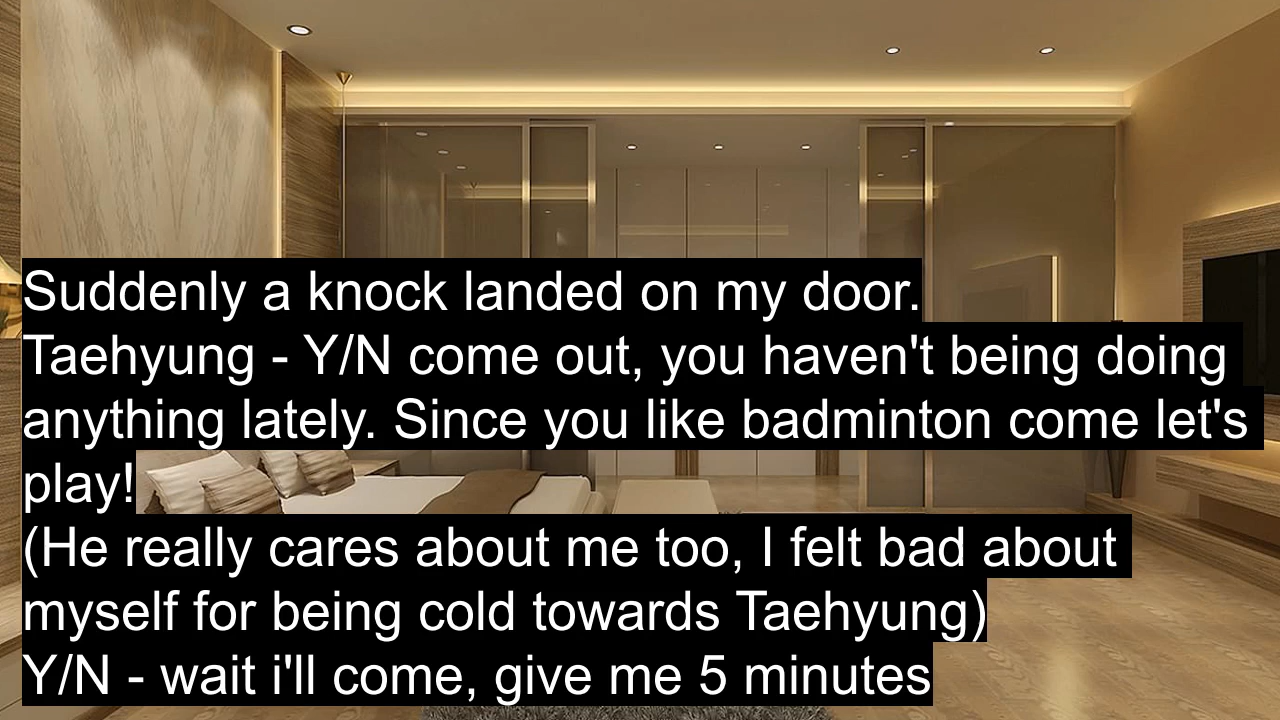 Suddenly a knock landed on my door.
Taehyung - Y/N come out, you haven't being doing
anything lately. Since you like badminton come let's
play!
(He really cares about me too, I felt bad about
myself for being cold towards Taehyung)
Y/N - wait i'll come, give me 5 minutes